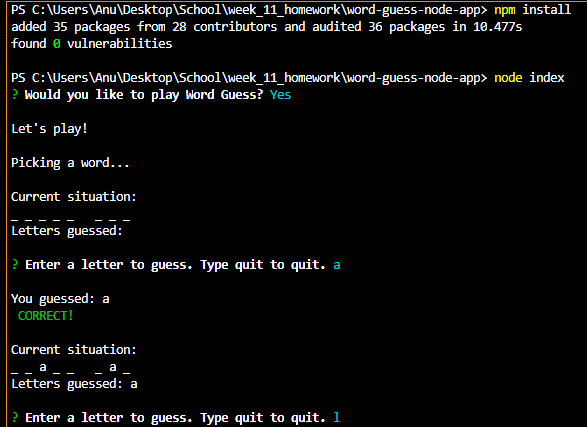 PS C:\Users\Anu\Desktop\School\week_11_homework\word-guess-node-app> npm install
added 35 packages from 28 contributors and audited 36 packages in 10.477s
found 0 vulnerabilities
PS C:\Users\Anu\Desktop\School\week_11_homework\word-guess-node-app> node index
? Would you like to play Word Guess? Yes
Let's play!
Picking a word...
Current situation:
_ _ _ _ _   _ _ _
Letters guessed:
? Enter a letter to guess. Type quit to quit. a
You guessed: a
CORRECT!
Current situation:
_ _ a _ _   _ a _
Letters guessed: a
? Enter a letter to guess. Type quit to quit. l